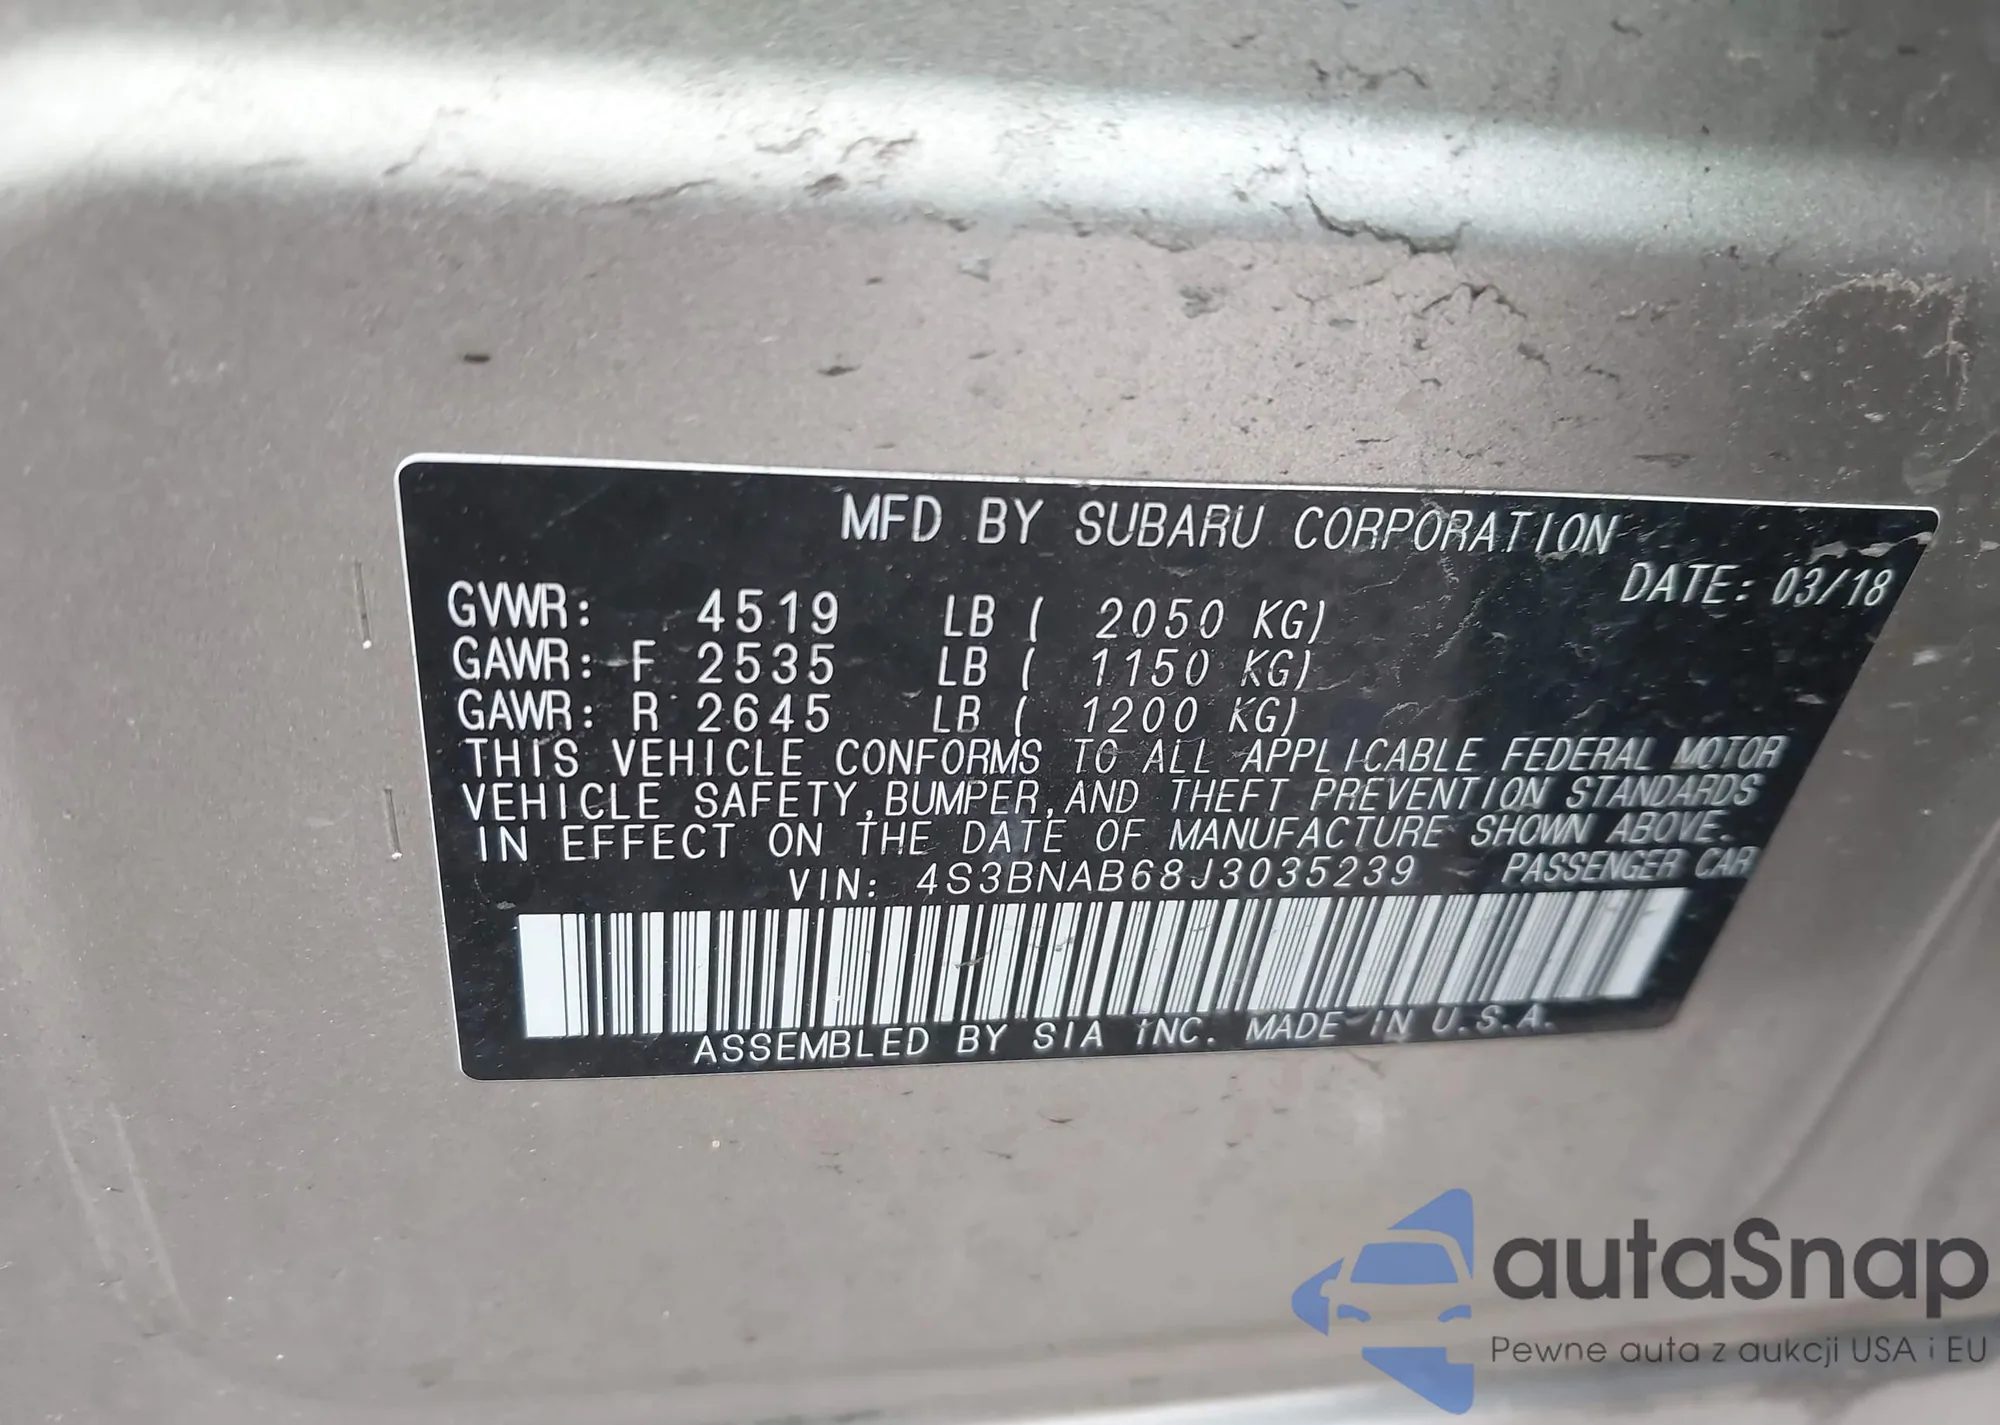 MFD BY SUBARU CORPORATION
DATE: 03/18
GVWR: 4519 LB ( 2050 KG)
GAWR: F 2535 LB ( 1150 KG)
GAWR: R 2645 LB ( 1200 KG)
THIS VEHICLE CONFORMS TO ALL APPLICABLE FEDERAL MOTOR
VEHICLE SAFETY,BUMPER,AND THEFT PREVENTION STANDARDS
IN EFFECT ON THE DATE OF MANUFACTURE SHOWN ABOVE.
VIN: 4S3BNAB68J3035239 PASSENGER CAR
ASSEMBLED BY SIA INC. MADE IN U.S.A.
autaSnap
Pewne auta z aukcji USA i EU